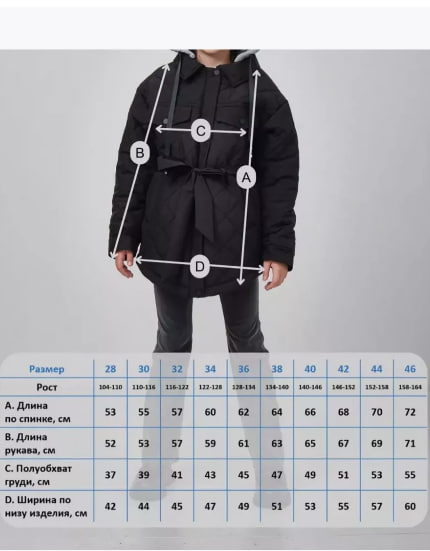 B
C
A
D
Размер 28 30 32 34 36 38 40 42 44 46
Рост 104-110 110-116 116-122 122-128 128-134 134-140 140-146 146-152 152-158 158-164
A. Длина
по спинке, см 53 55 57 60 62 64 66 68 70 72
B. Длина
рукава, см 52 53 57 59 61 63 65 67 69 71
C. Полуобхват
груди, см 37 39 41 43 45 47 49 51 53 55
D. Ширина по
низу изделия, см 42 44 45 47 49 51 53 55 57 60